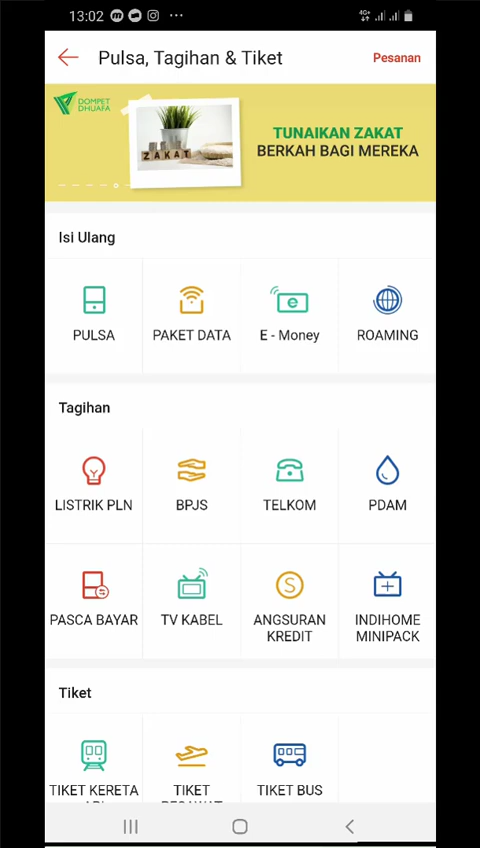 13:02
4G+
Pulsa, Tagihan & Tiket
Pesanan
DOMPET
DHUAFA
ZAKAT
TUNAIKAN ZAKAT
BERKAH BAGI MEREKA
Isi Ulang
PULSA
PAKET DATA
E - Money
ROAMING
Tagihan
LISTRIK PLN
BPJS
TELKOM
PDAM
PASCA BAYAR
TV KABEL
ANGSURAN
KREDIT
INDIHOME
MINIPACK
Tiket
TIKET KERETA
TIKET
TIKET BUS